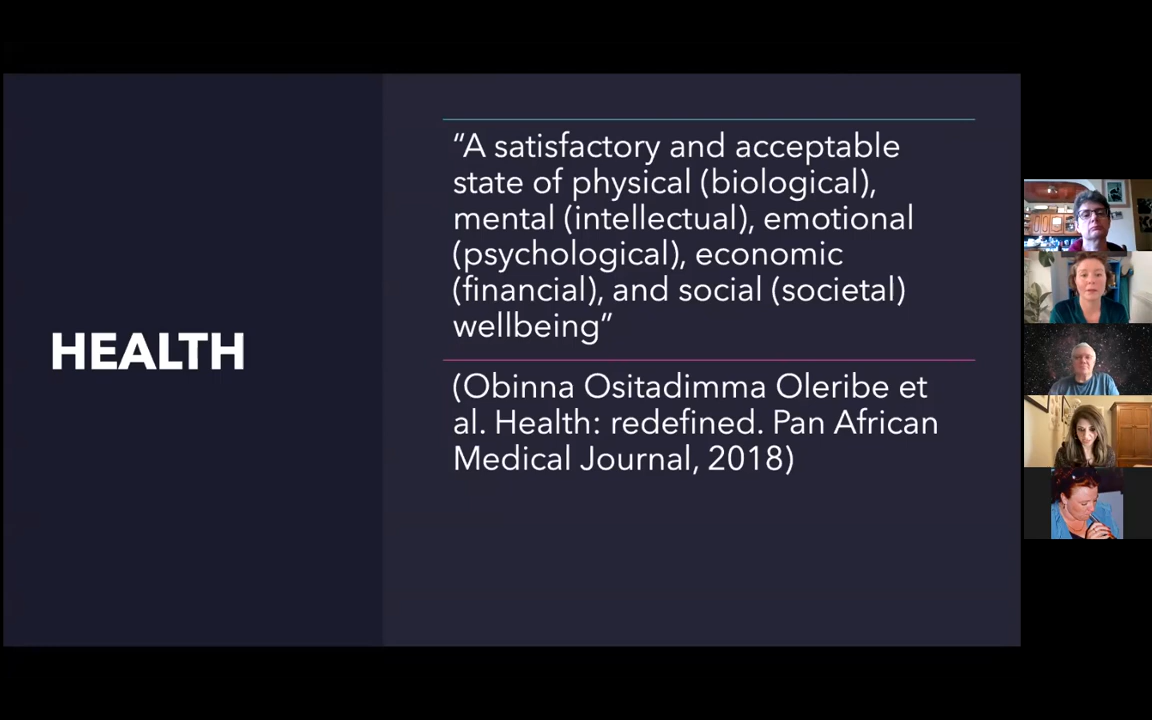 HEALTH
“A satisfactory and acceptable
state of physical (biological),
mental (intellectual), emotional
(psychological), economic
(financial), and social (societal)
wellbeing”
(Obinna Ositadimma Oleribe et
al. Health: redefined. Pan African
Medical Journal, 2018)